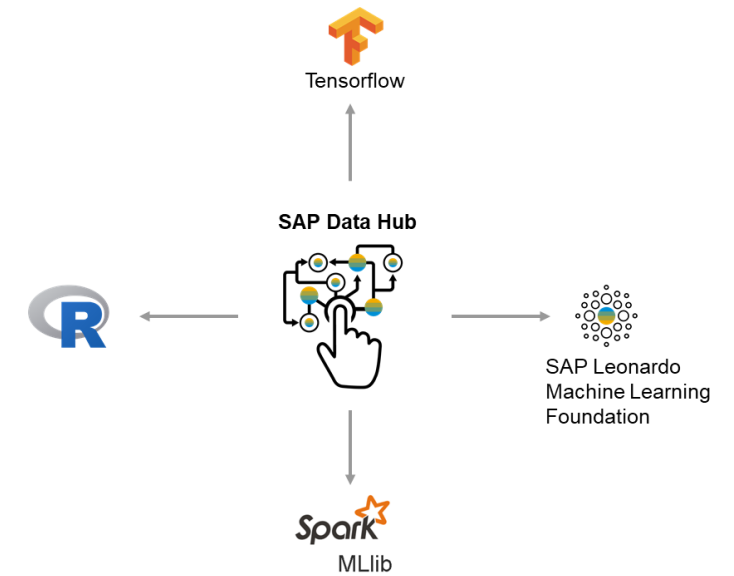 Tensorflow
SAP Data Hub
R
SAP Leonardo
Machine Learning
Foundation
Spark
MLlib